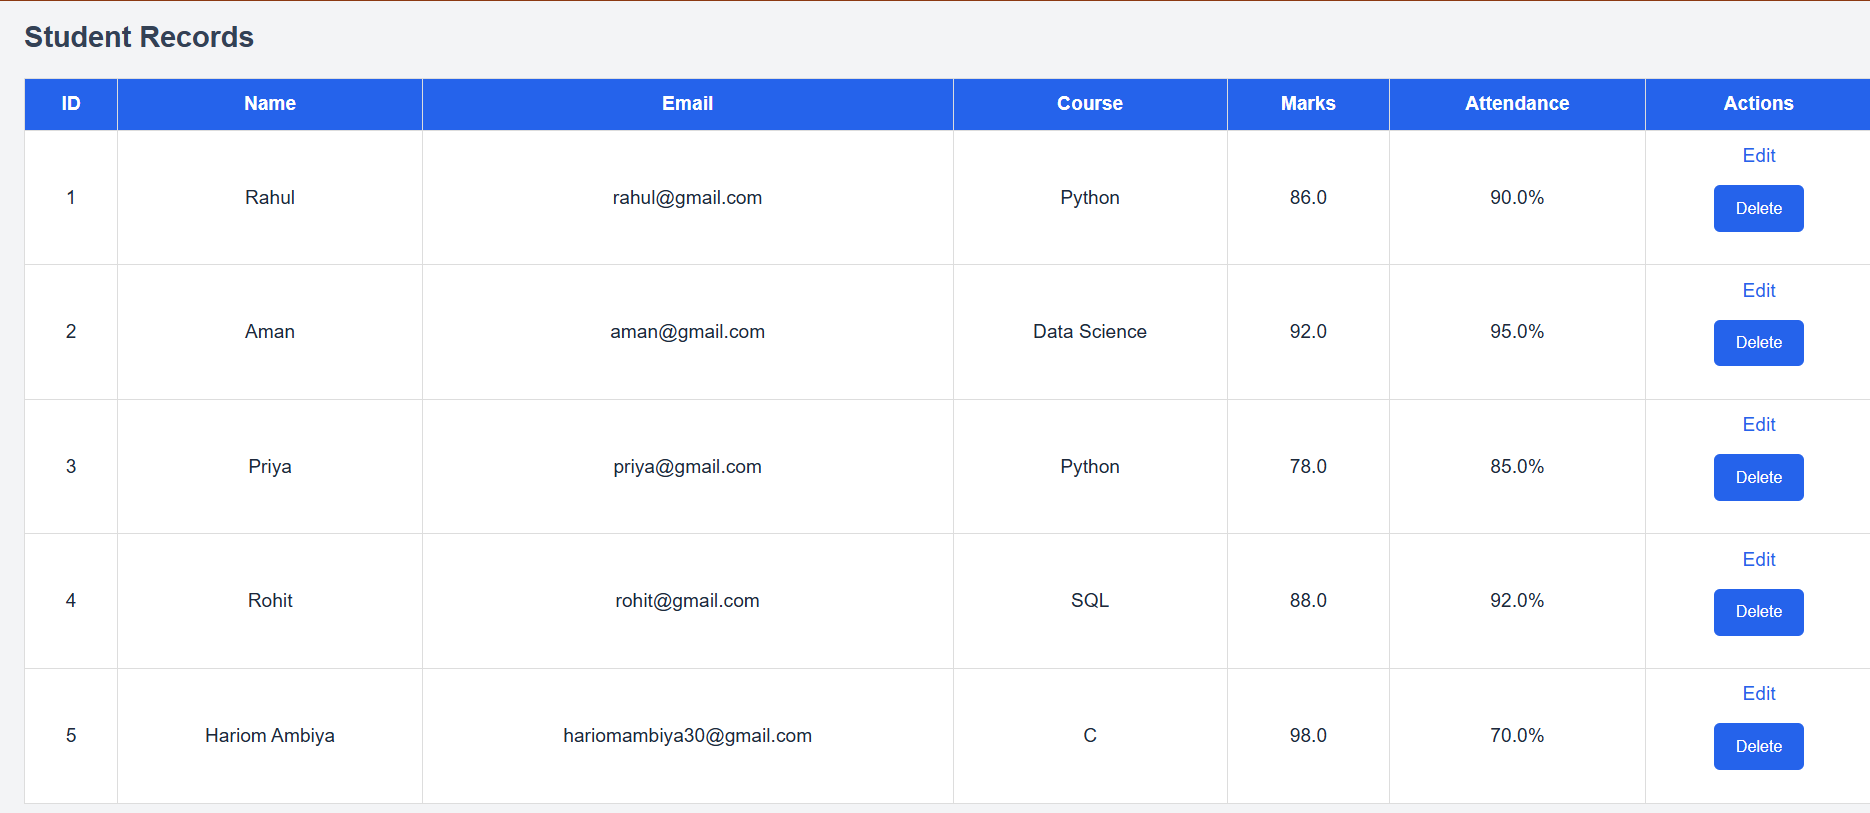 Student Records
ID Name Email Course Marks Attendance Actions
1 Rahul rahul@gmail.com Python 86.0 90.0% Edit
Delete
2 Aman aman@gmail.com Data Science 92.0 95.0% Edit
Delete
3 Priya priya@gmail.com Python 78.0 85.0% Edit
Delete
4 Rohit rohit@gmail.com SQL 88.0 92.0% Edit
Delete
5 Hariom Ambiya hariomambiya30@gmail.com C 98.0 70.0% Edit
Delete